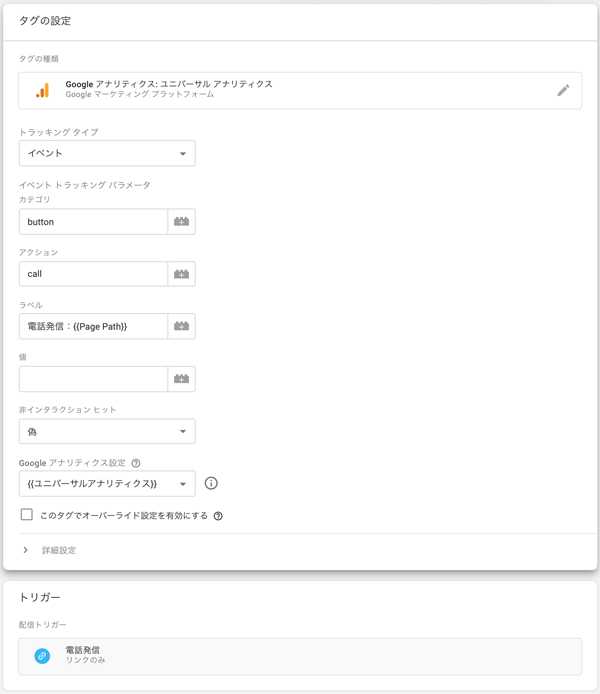 タグの設定
タグの種類
Google アナリティクス: ユニバーサル アナリティクス
Google マーケティング プラットフォーム
トラッキング タイプ
イベント
イベント トラッキング パラメータ
カテゴリ
button
アクション
call
ラベル
電話発信：{{Page Path}}
値
非インタラクション ヒット
偽
Google アナリティクス設定
{{ユニバーサルアナリティクス}}
このタグでオーバーライド設定を有効にする
詳細設定
トリガー
配信トリガー
電話発信
リンクのみ